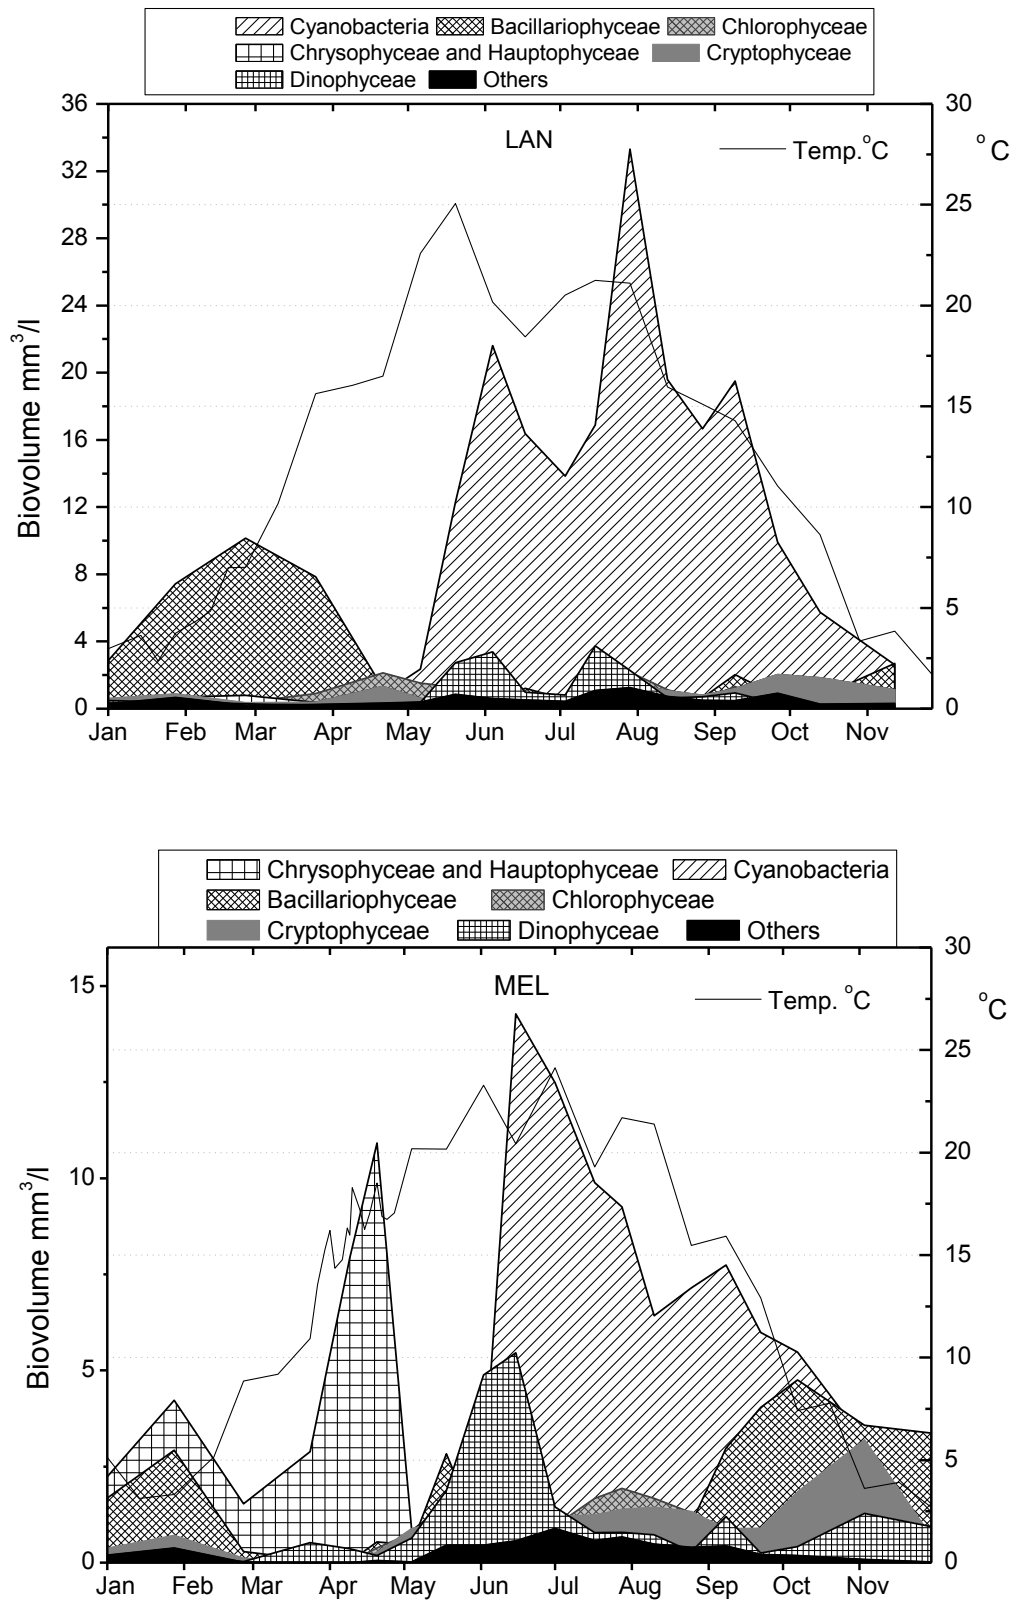 Cyanobacteria Bacillariophyceae Chlorophyceae
Chrysophyceae and Hauptophyceae Cryptophyceae
Dinophyceae Others
LAN
Temp.°C
°C
Biovolume mm³/l
36
32
28
24
20
16
12
8
4
0
30
25
20
15
10
5
0
Jan Feb Mar Apr May Jun Jul Aug Sep Oct Nov
Chrysophyceae and Hauptophyceae Cyanobacteria
Bacillariophyceae Chlorophyceae
Cryptophyceae Dinophyceae Others
MEL
Temp. °C
°C
Biovolume mm³/l
15
10
5
0
30
25
20
15
10
5
0
Jan Feb Mar Apr May Jun Jul Aug Sep Oct Nov